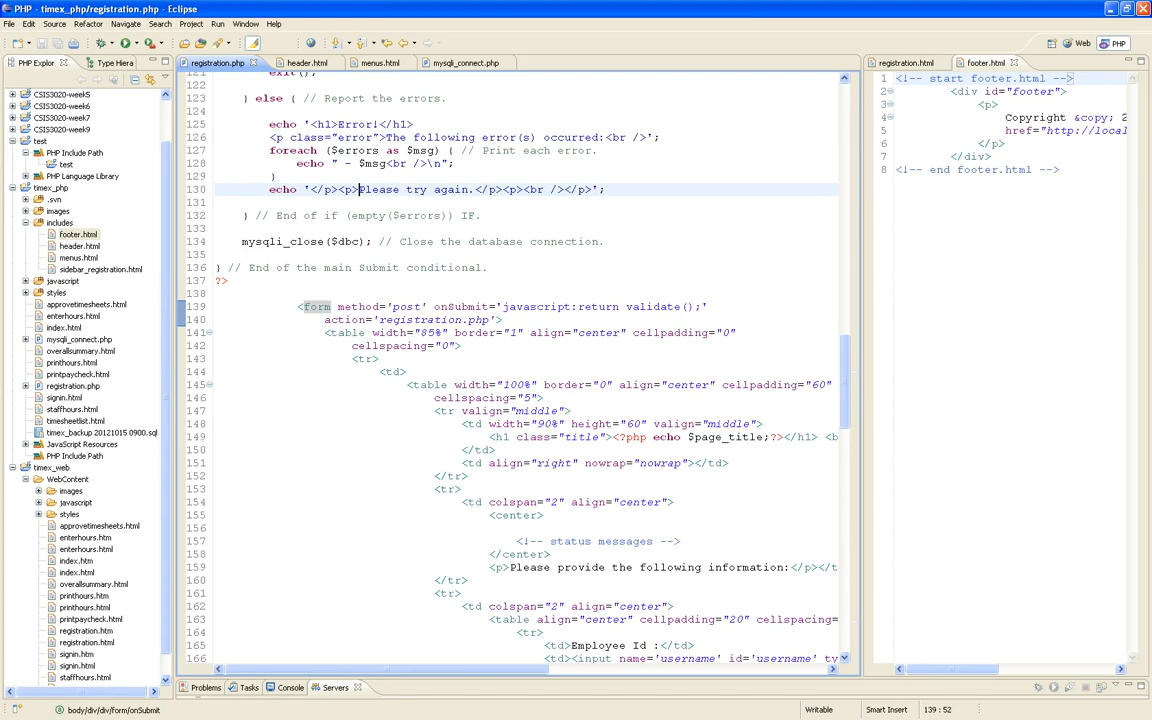 PHP - timex_php/registration.php - Eclipse
File Edit Source Refactor Navigate Search Project Run Window Help
Web PHP
PHP Explor Type Hiera
registration.php header.html menus.html mysqli_connect.php
registration.html footer.html
CSIS3020-week5
CSIS3020-week6
CSIS3020-week7
CSIS3020-week9
test
PHP Include Path
test
PHP Language Library
timex_php
.svn
images
includes
footer.html
header.html
menus.html
sidebar_registration.html
javascript
styles
approvetimesheets.html
enterhours.html
index.html
mysqli_connect.php
overallsummary.html
printhours.html
printpaycheck.html
registration.php
signin.html
staffhours.html
timesheetlist.html
timex_backup 20121015 0900.sql
JavaScript Resources
PHP Include Path
timex_web
WebContent
images
javascript
styles
approvetimesheets.html
enterhours.htm
enterhours.html
index.htm
index.html
overallsummary.html
printhours.htm
printhours.html
printpaycheck.html
registration.htm
registration.html
signin.htm
signin.html
staffhours.html
121 exit();
122
123 } else { // Report the errors.
124
125 echo '<h1>Error!</h1>
126 <p class="error">The following error(s) occurred:<br />';
127 foreach ($errors as $msg) { // Print each error.
128 echo " - $msg<br />\n";
129 }
130 echo '</p><p>Please try again.</p><p><br /></p>';
131
132 } // End of if (empty($errors)) IF.
133
134 mysqli_close($dbc); // Close the database connection.
135
136 } // End of the main Submit conditional.
137 ?>
138
139 <form method='post' onSubmit='javascript:return validate();'
140 action='registration.php'>
141 <table width="85%" border="1" align="center" cellpadding="0"
142 cellspacing="0">
143 <tr>
144 <td>
145 <table width="100%" border="0" align="center" cellpadding="60"
146 cellspacing="5">
147 <tr valign="middle">
148 <td width="90%" height="60" valign="middle">
149 <h1 class="title"><?php echo $page_title;?></h1> <b
150 </td>
151 <td align="right" nowrap="nowrap"></td>
152 </tr>
153 <tr>
154 <td colspan="2" align="center">
155 <center>
156
157 <!-- status messages -->
158 </center>
159 <p>Please provide the following information:</p></t
160 </tr>
161 <tr>
162 <td colspan="2" align="center">
163 <table align="center" cellpadding="20" cellspacing=
164 <tr>
165 <td>Employee Id :</td>
166 <td><input name='username' id='username' ty
1 <!-- start footer.html -->
2 <div id="footer">
3 <p>
4 Copyright &copy; 2
5 href="http://local
6 </p>
7 </div>
8 <!-- end footer.html -->
Problems Tasks Console Servers
body/div/div/form/onSubmit Writable Smart Insert 139 : 52